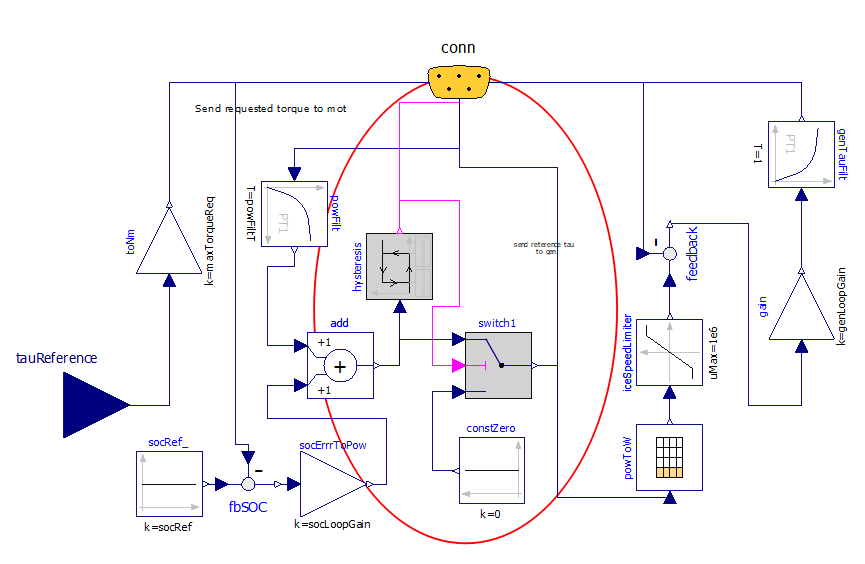 conn
Send requested torque to mot
PT1
T=1
genTauFilt
PT1
T=powFiltT
powFilt
toNm
k=maxTorqueReq
hysteresis
send reference tau
to gen
feedback
gain
k=genLoopGain
add
+1
+
+1
switch1
iceSpeedLimiter
uMax=1e6
tauReference
constZero
k=0
powToW
socRef_
k=socRef
-
fbSOC
socErrrToPow
k=socLoopGain
-